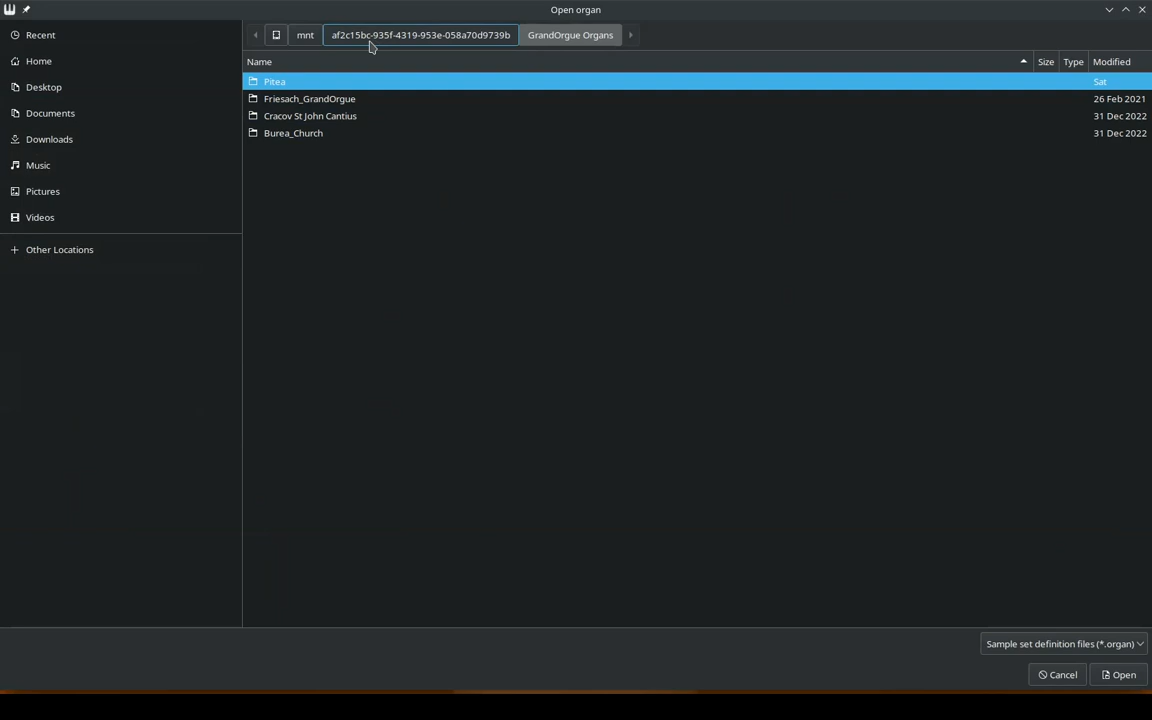 Open organ
Recent
Home
Desktop
Documents
Downloads
Music
Pictures
Videos
Other Locations
mnt af2c15bc-935f-4319-953e-058a70d9739b GrandOrgue Organs
Name Size Type Modified
Pitea Sat
Friesach_GrandOrgue 26 Feb 2021
Cracov St John Cantius 31 Dec 2022
Burea_Church 31 Dec 2022
Sample set definition files (*.organ)
Cancel Open